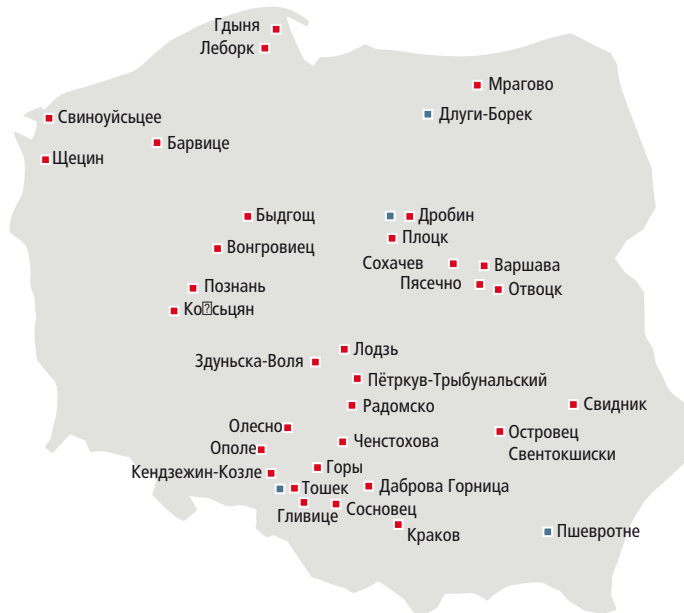 Гдыня
Леборк
Мрагово
Длуги-Борек
Свиноуйсьцее
Барвице
Щецин
Быдгощ
Дробин
Плоцк
Вонгровиец
Сохачев
Варшава
Пясечно
Отвоцк
Познань
Ко�сьцян
Лодзь
Здуньска-Воля
Пётркув-Трыбунальский
Радомско
Свидник
Олесно
Островец
Свентокшиски
Ченстохова
Ополе
Горы
Кендзежин-Козле
Тошек
Даброва Горница
Гливице
Сосновец
Краков
Пшевротне